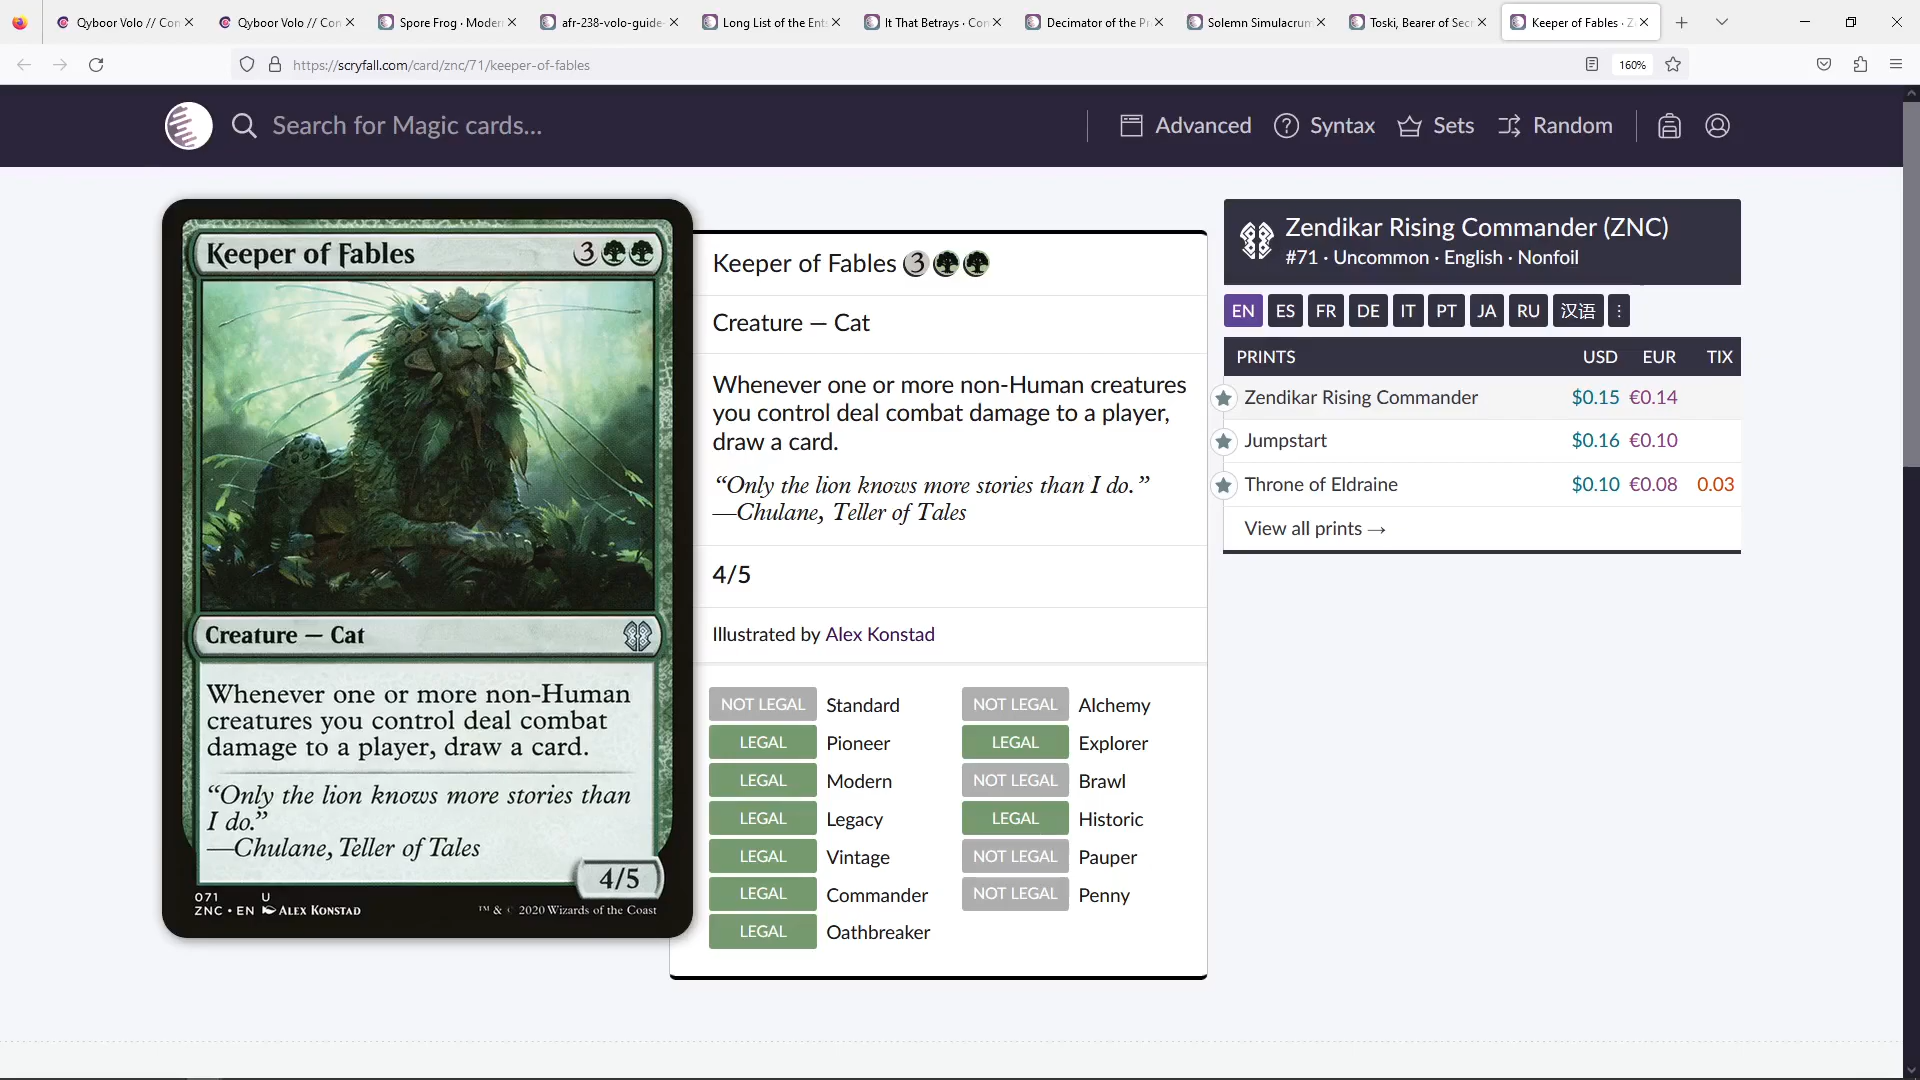 Qyboor Volo // Con
Qyboor Volo // Con
Spore Frog · Modern
afr-238-volo-guide-
Long List of the Ents
It That Betrays · Con
Decimator of the Pr
Solemn Simulacrum
Toski, Bearer of Secr
Keeper of Fables · Z
https://scryfall.com/card/znc/71/keeper-of-fables
160%
Search for Magic cards...
Advanced
Syntax
Sets
Random
Keeper of Fables
3
Creature — Cat
Whenever one or more non-Human
creatures you control deal combat
damage to a player, draw a card.
“Only the lion knows more stories than
I do.”
—Chulane, Teller of Tales
4/5
071 U
ZNC • EN ALEX KONSTAD
™ & © 2020 Wizards of the Coast
Keeper of Fables 3
Creature — Cat
Whenever one or more non-Human creatures
you control deal combat damage to a player,
draw a card.
“Only the lion knows more stories than I do.”
—Chulane, Teller of Tales
4/5
Illustrated by Alex Konstad
NOT LEGAL Standard NOT LEGAL Alchemy
LEGAL Pioneer LEGAL Explorer
LEGAL Modern NOT LEGAL Brawl
LEGAL Legacy LEGAL Historic
LEGAL Vintage NOT LEGAL Pauper
LEGAL Commander NOT LEGAL Penny
LEGAL Oathbreaker
Zendikar Rising Commander (ZNC)
#71 · Uncommon · English · Nonfoil
EN ES FR DE IT PT JA RU 汉语
PRINTS USD EUR TIX
Zendikar Rising Commander $0.15 €0.14
Jumpstart $0.16 €0.10
Throne of Eldraine $0.10 €0.08 0.03
View all prints →